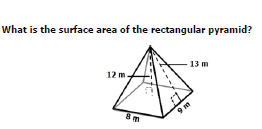 What is the surface area of the rectangular pyramid?
13 m
12 m
8 m
9 m